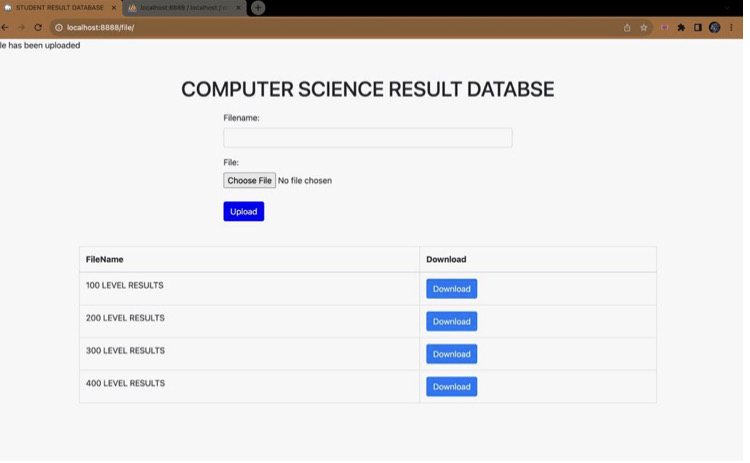 STUDENT RESULT DATABASE
localhost:8888 / localhost /
localhost:8888/file/
le has been uploaded
COMPUTER SCIENCE RESULT DATABSE
Filename:
File:
Choose File No file chosen
Upload
FileName Download
100 LEVEL RESULTS Download
200 LEVEL RESULTS Download
300 LEVEL RESULTS Download
400 LEVEL RESULTS Download